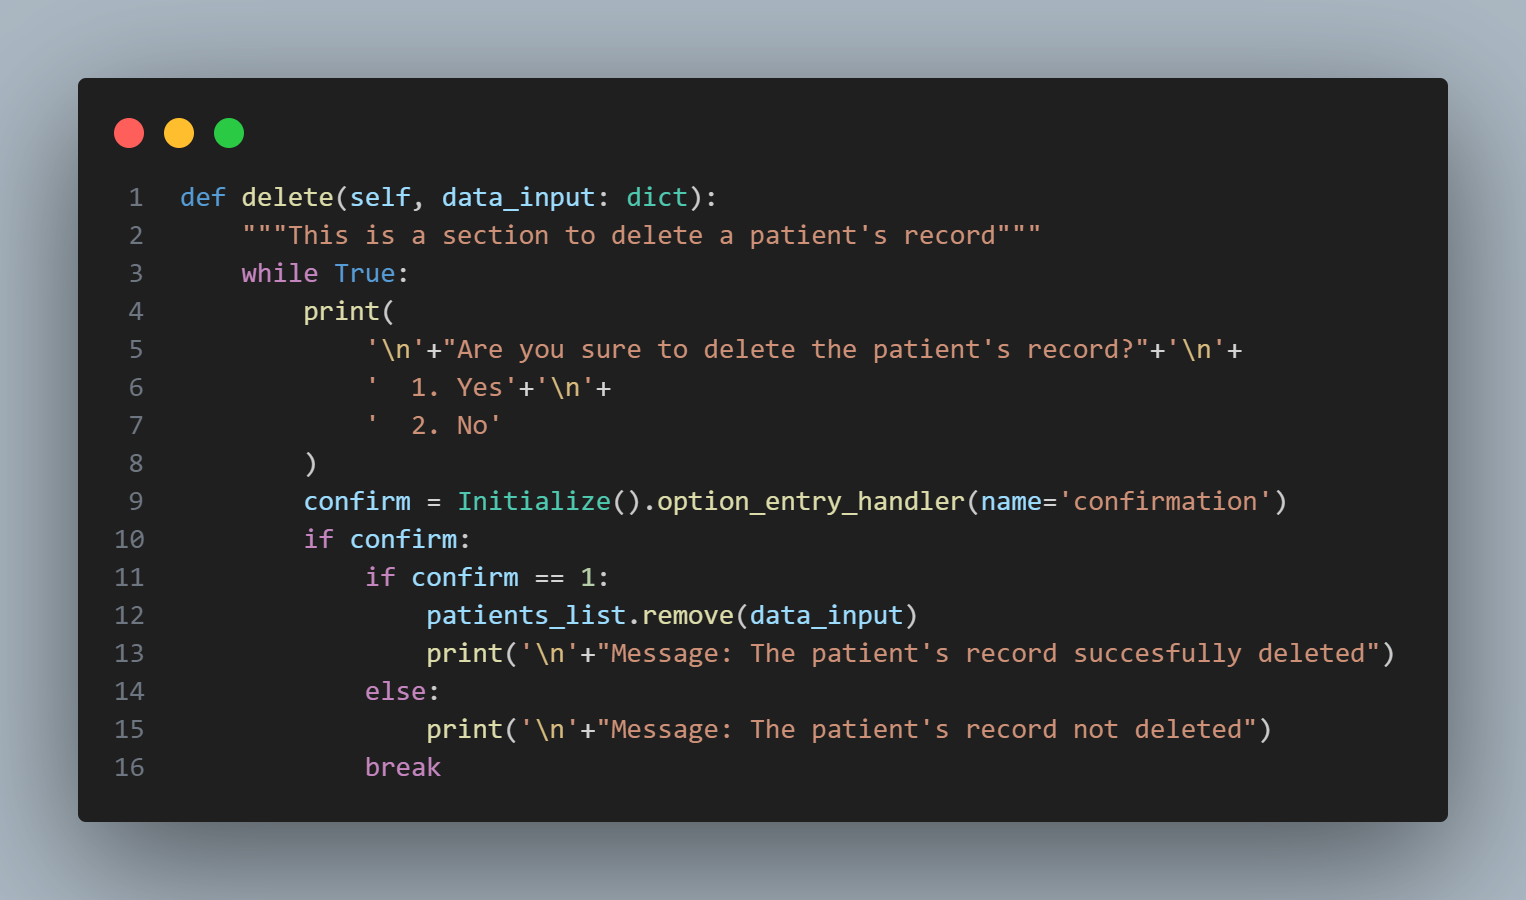 1 def delete(self, data_input: dict):
2     """This is a section to delete a patient's record"""
3     while True:
4         print(
5             '\n'+"Are you sure to delete the patient's record?"+'\n'+
6             '  1. Yes'+'\n'+
7             '  2. No'
8         )
9         confirm = Initialize().option_entry_handler(name='confirmation')
10         if confirm:
11             if confirm == 1:
12                 patients_list.remove(data_input)
13                 print('\n'+"Message: The patient's record succesfully deleted")
14             else:
15                 print('\n'+"Message: The patient's record not deleted")
16             break